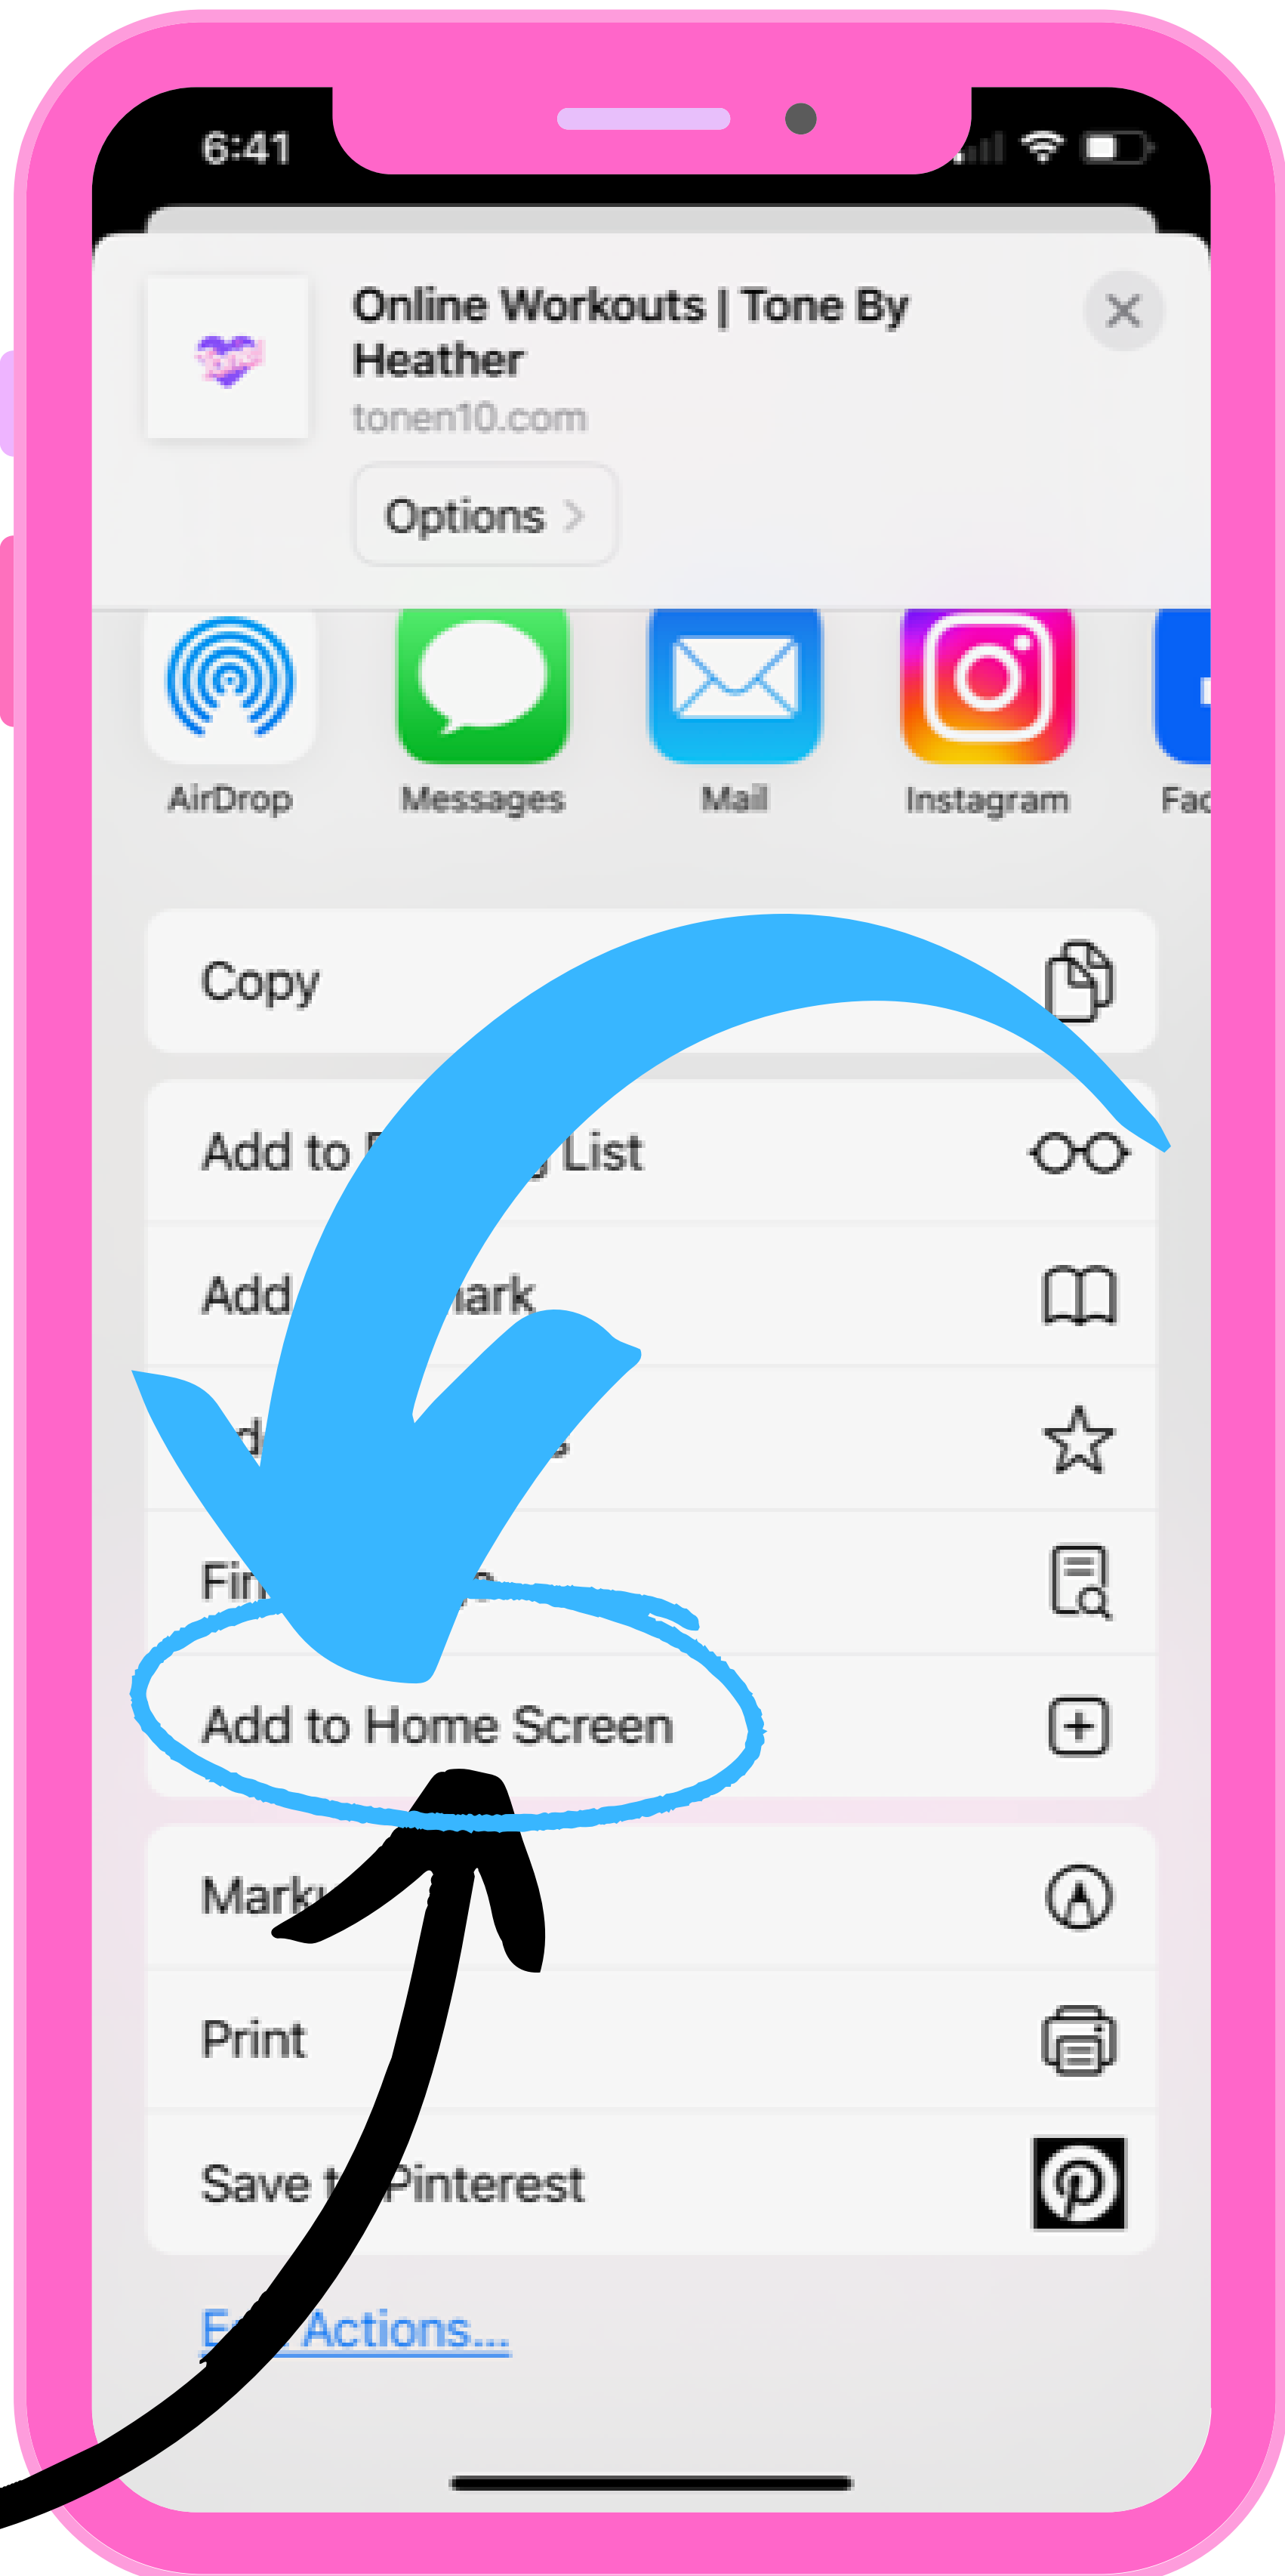 6:41
Online Workouts | Tone By
Heather
tonen10.com
Options
AirDrop
Messages
Mail
Instagram
Copy
Add to List
Add
Add to Home Screen
Print
Save Pinterest
Actions...